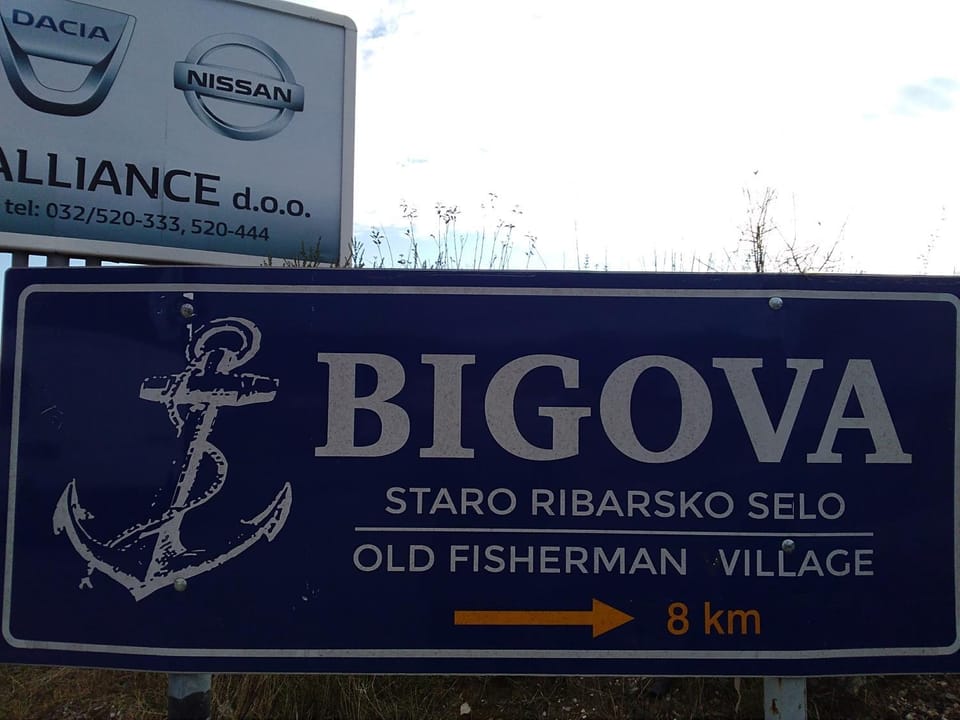 DACIA
NISSAN
ALLIANCE d.o.o.
tel: 032/520-333, 520-444
BIGOVA
STARO RIBARSKO SELO
OLD FISHERMAN VILLAGE
8 km